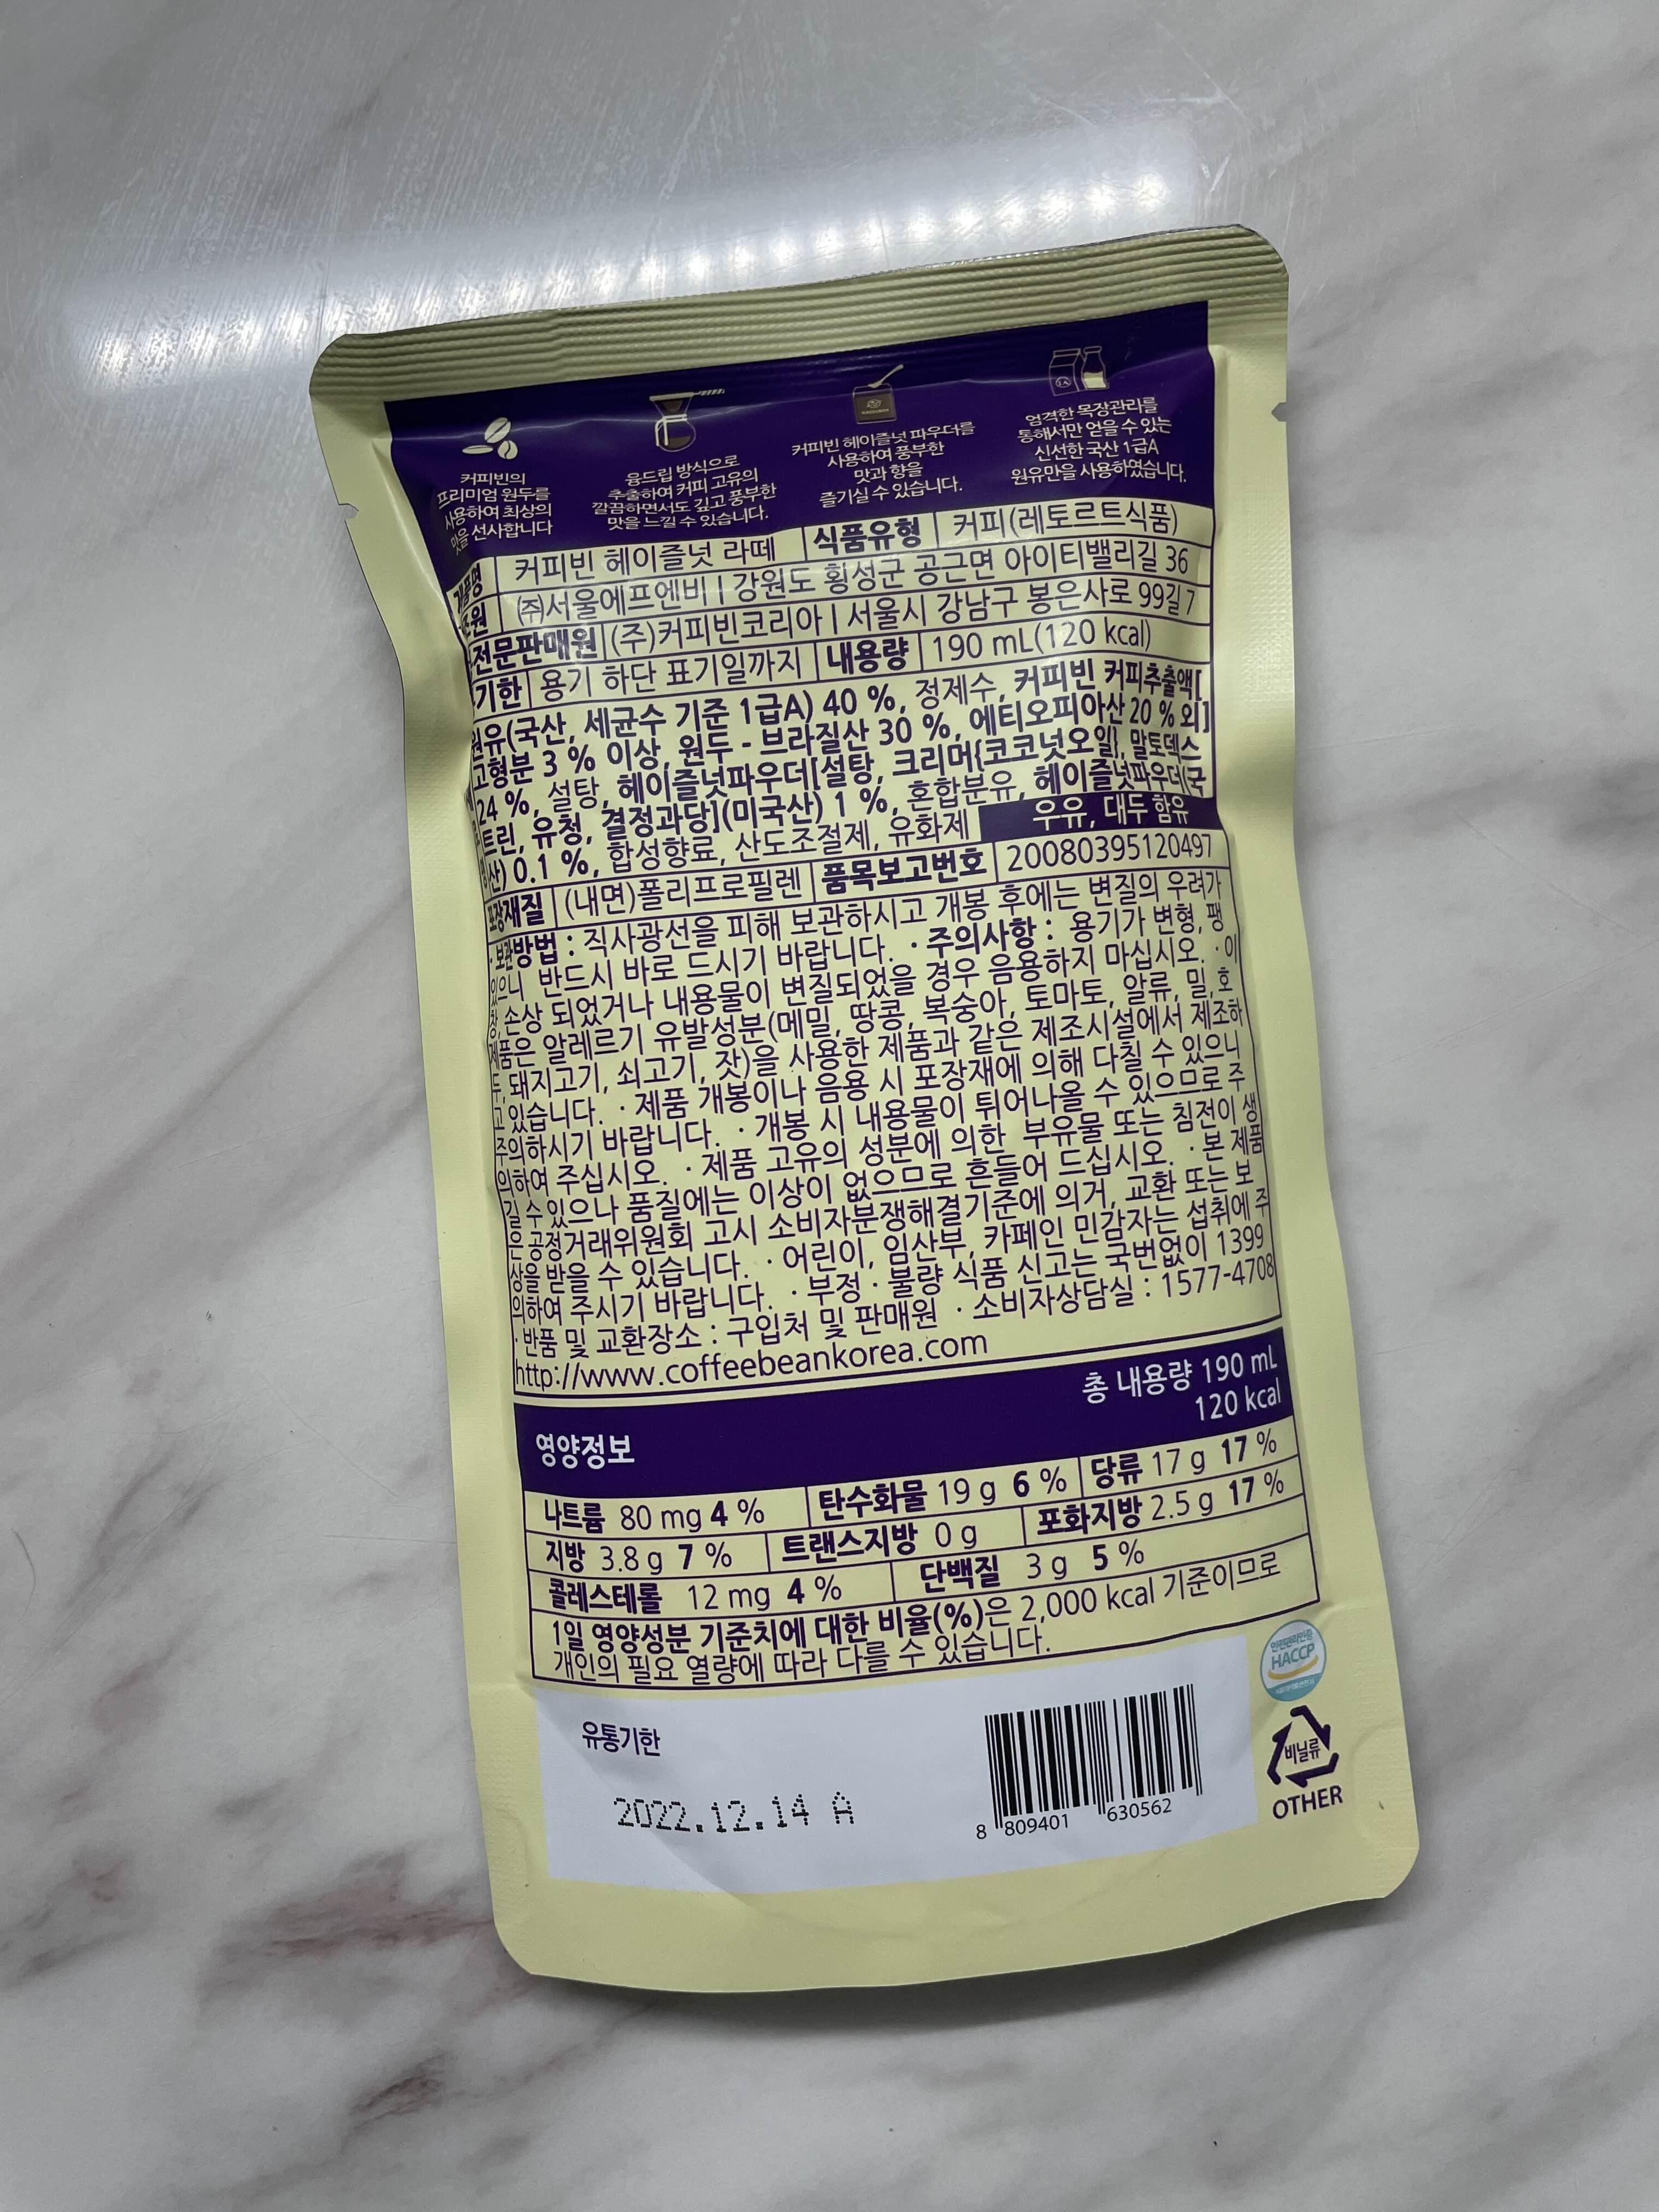 커피빈의
프리미엄 원두를
사용하여 최상의
맛을 선사합니다
융드립 방식으로
추출하여 커피 고유의
깔끔하면서도 깊고 풍부한
맛을 느낄 수 있습니다.
커피빈 헤이즐넛 파우더를
사용하여 풍부한
맛과 향을
즐기실 수 있습니다.
1A
엄격한 목장관리를
통해서만 얻을 수 있는
신선한 국산 1급A
원유만을 사용하였습니다.
제품명 커피빈 헤이즐넛 라떼 식품유형 커피(레토르트식품)
(주)서울에프엔비 | 강원도 횡성군 공근면 아이티밸리길 36
전문판매원 (주)커피빈코리아 | 서울시 강남구 봉은사로 99길 7
기한 용기 하단 표기일까지 내용량 190 mL(120 kcal)
원유(국산, 세균수 기준 1급A) 40 %, 정제수, 커피빈 커피추출액[
고형분 3 % 이상, 원두 - 브라질산 30 %, 에티오피아산 20 % 외]
24 %, 설탕, 헤이즐넛파우더[설탕, 크리머{코코넛오일}, 말토덱스
트린, 유청, 결정과당](미국산) 1 %, 혼합분유, 헤이즐넛파우더(국
산) 0.1 %, 합성향료, 산도조절제, 유화제 우유, 대두 함유
포장재질 (내면)폴리프로필렌 품목보고번호 20080395120497
· 보관방법 : 직사광선을 피해 보관하시고 개봉 후에는 변질의 우려가
있으니 반드시 바로 드시기 바랍니다. · 주의사항 : 용기가 변형, 팽
창, 손상 되었거나 내용물이 변질되었을 경우 음용하지 마십시오. · 이
제품은 알레르기 유발성분(메밀, 땅콩, 복숭아, 토마토, 알류, 밀, 호
두, 돼지고기, 쇠고기, 잣)을 사용한 제품과 같은 제조시설에서 제조하
고 있습니다. · 제품 개봉이나 음용 시 포장재에 의해 다칠 수 있으니
주의하시기 바랍니다. · 개봉 시 내용물이 튀어나올 수 있으므로 주
의하여 주십시오. · 제품 고유의 성분에 의한 부유물 또는 침전이 생
길 수 있으나 품질에는 이상이 없으므로 흔들어 드십시오. · 본 제품
은 공정거래위원회 고시 소비자분쟁해결기준에 의거, 교환 또는 보
상을 받을 수 있습니다. · 어린이, 임산부, 카페인 민감자는 섭취에 주
의하여 주시기 바랍니다. · 부정 · 불량 식품 신고는 국번없이 1399
· 반품 및 교환장소 : 구입처 및 판매원 · 소비자상담실 : 1577-4708
http://www.coffeebeankorea.com
영양정보
총 내용량 190 mL
120 kcal
나트륨 80 mg 4 % 탄수화물 19 g 6 % 당류 17 g 17 %
지방 3.8 g 7 % 트랜스지방 0 g 포화지방 2.5 g 17 %
콜레스테롤 12 mg 4 % 단백질 3 g 5 %
1일 영양성분 기준치에 대한 비율(%)은 2,000 kcal 기준이므로
개인의 필요 열량에 따라 다를 수 있습니다.
유통기한
2022.12.14 A
8 809401 630562
안전관리인증
HACCP
비닐류
OTHER